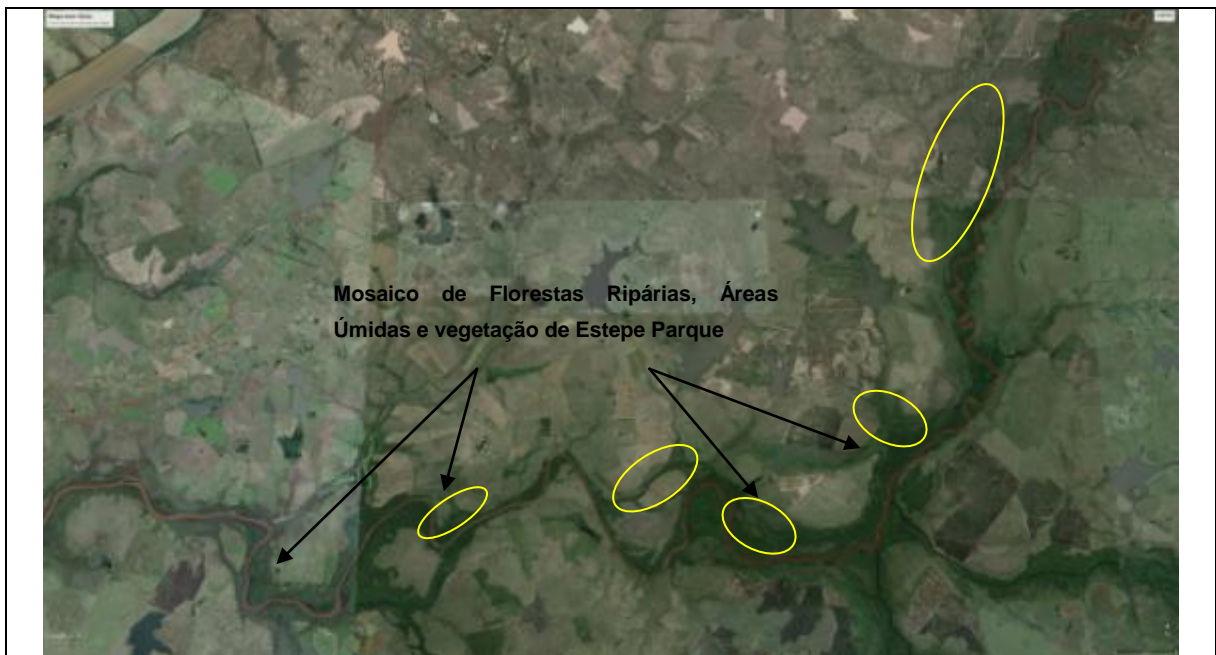 Mosaico de Florestas Ripárias, Áreas
Úmidas e vegetação de Estepe Parque